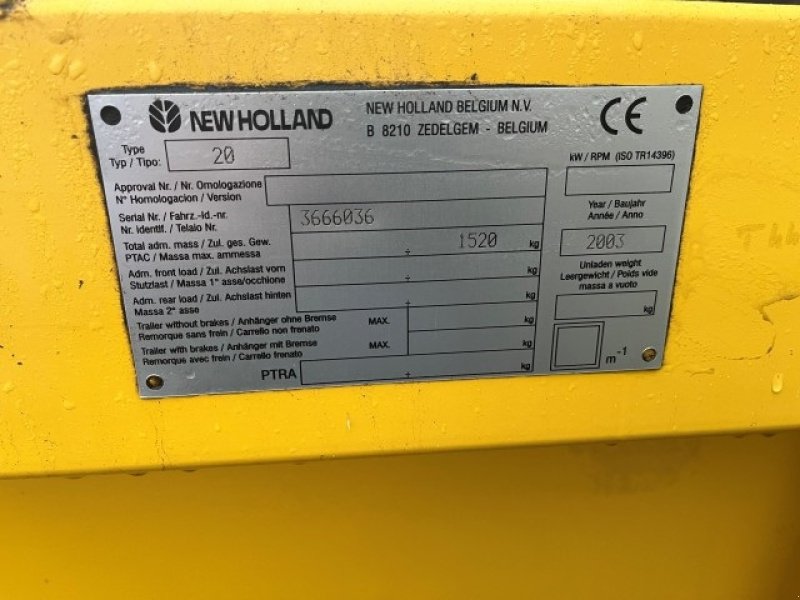 NEW HOLLAND
NEW HOLLAND BELGIUM N.V.
B 8210 ZEDELGEM - BELGIUM
CE
Type
Typ / Tipo:
20
kW / RPM (ISO TR14396)
Approval Nr. / Nr. Omologazione
N° Homologacion / Version
Serial Nr. / Fahrz.-Id.-nr.
Nr. Identif. / Telaio Nr.
3666036
Year / Baujahr
Année / Anno
2003
Total adm. mass / Zul. ges. Gew.
PTAC / Massa max. ammessa
÷ 1520 kg
Adm. front load / Zul. Achslast vorn
Stutzlast / Massa 1° asse/occhione
÷ kg
Unladen weight
Leergewicht / Poids vide
massa a vuoto
kg
Adm. rear load / Zul. Achslast hinten
Massa 2° asse
÷ kg
Trailer without brakes / Anhänger ohne Bremse
Remorque sans frein / Carrello non frenato
MAX.
kg
Trailer with brakes / Anhänger mit Bremse
Remorque avec frein / Carrello frenato
MAX.
kg
m-1
PTRA
÷ kg